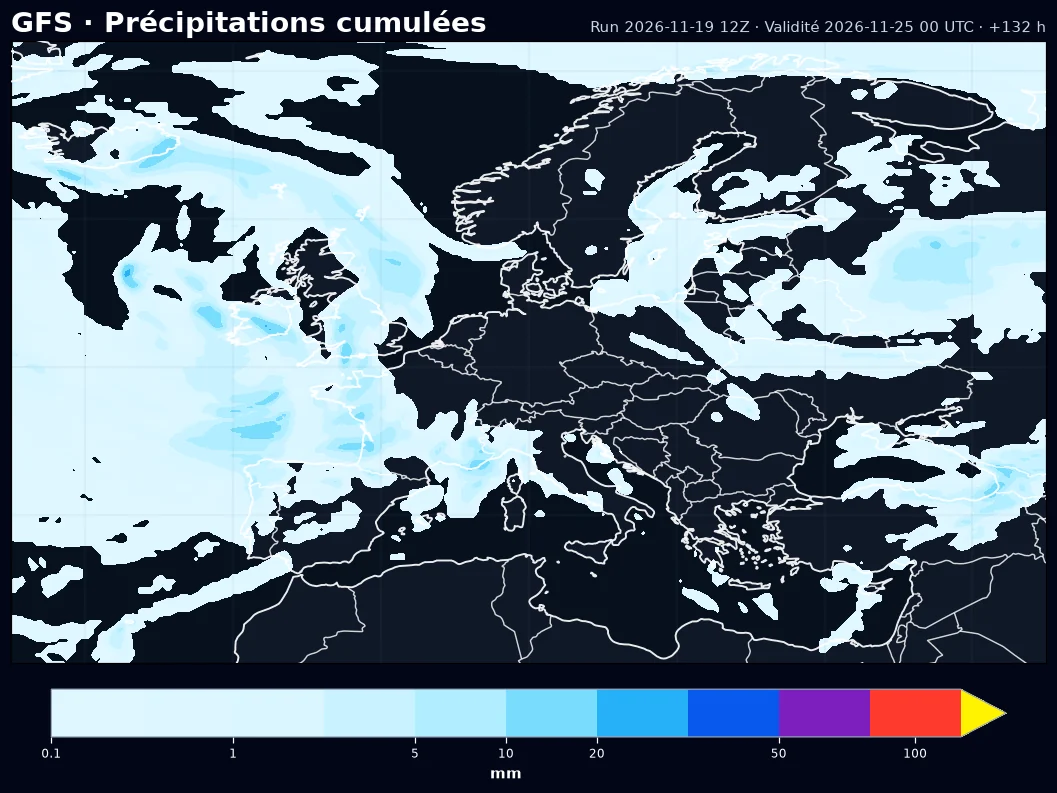 GFS · Précipitations cumulées
Run 2026-11-19 12Z · Validité 2026-11-25 00 UTC · +132 h
0.1 1 5 10 20 50 100
mm